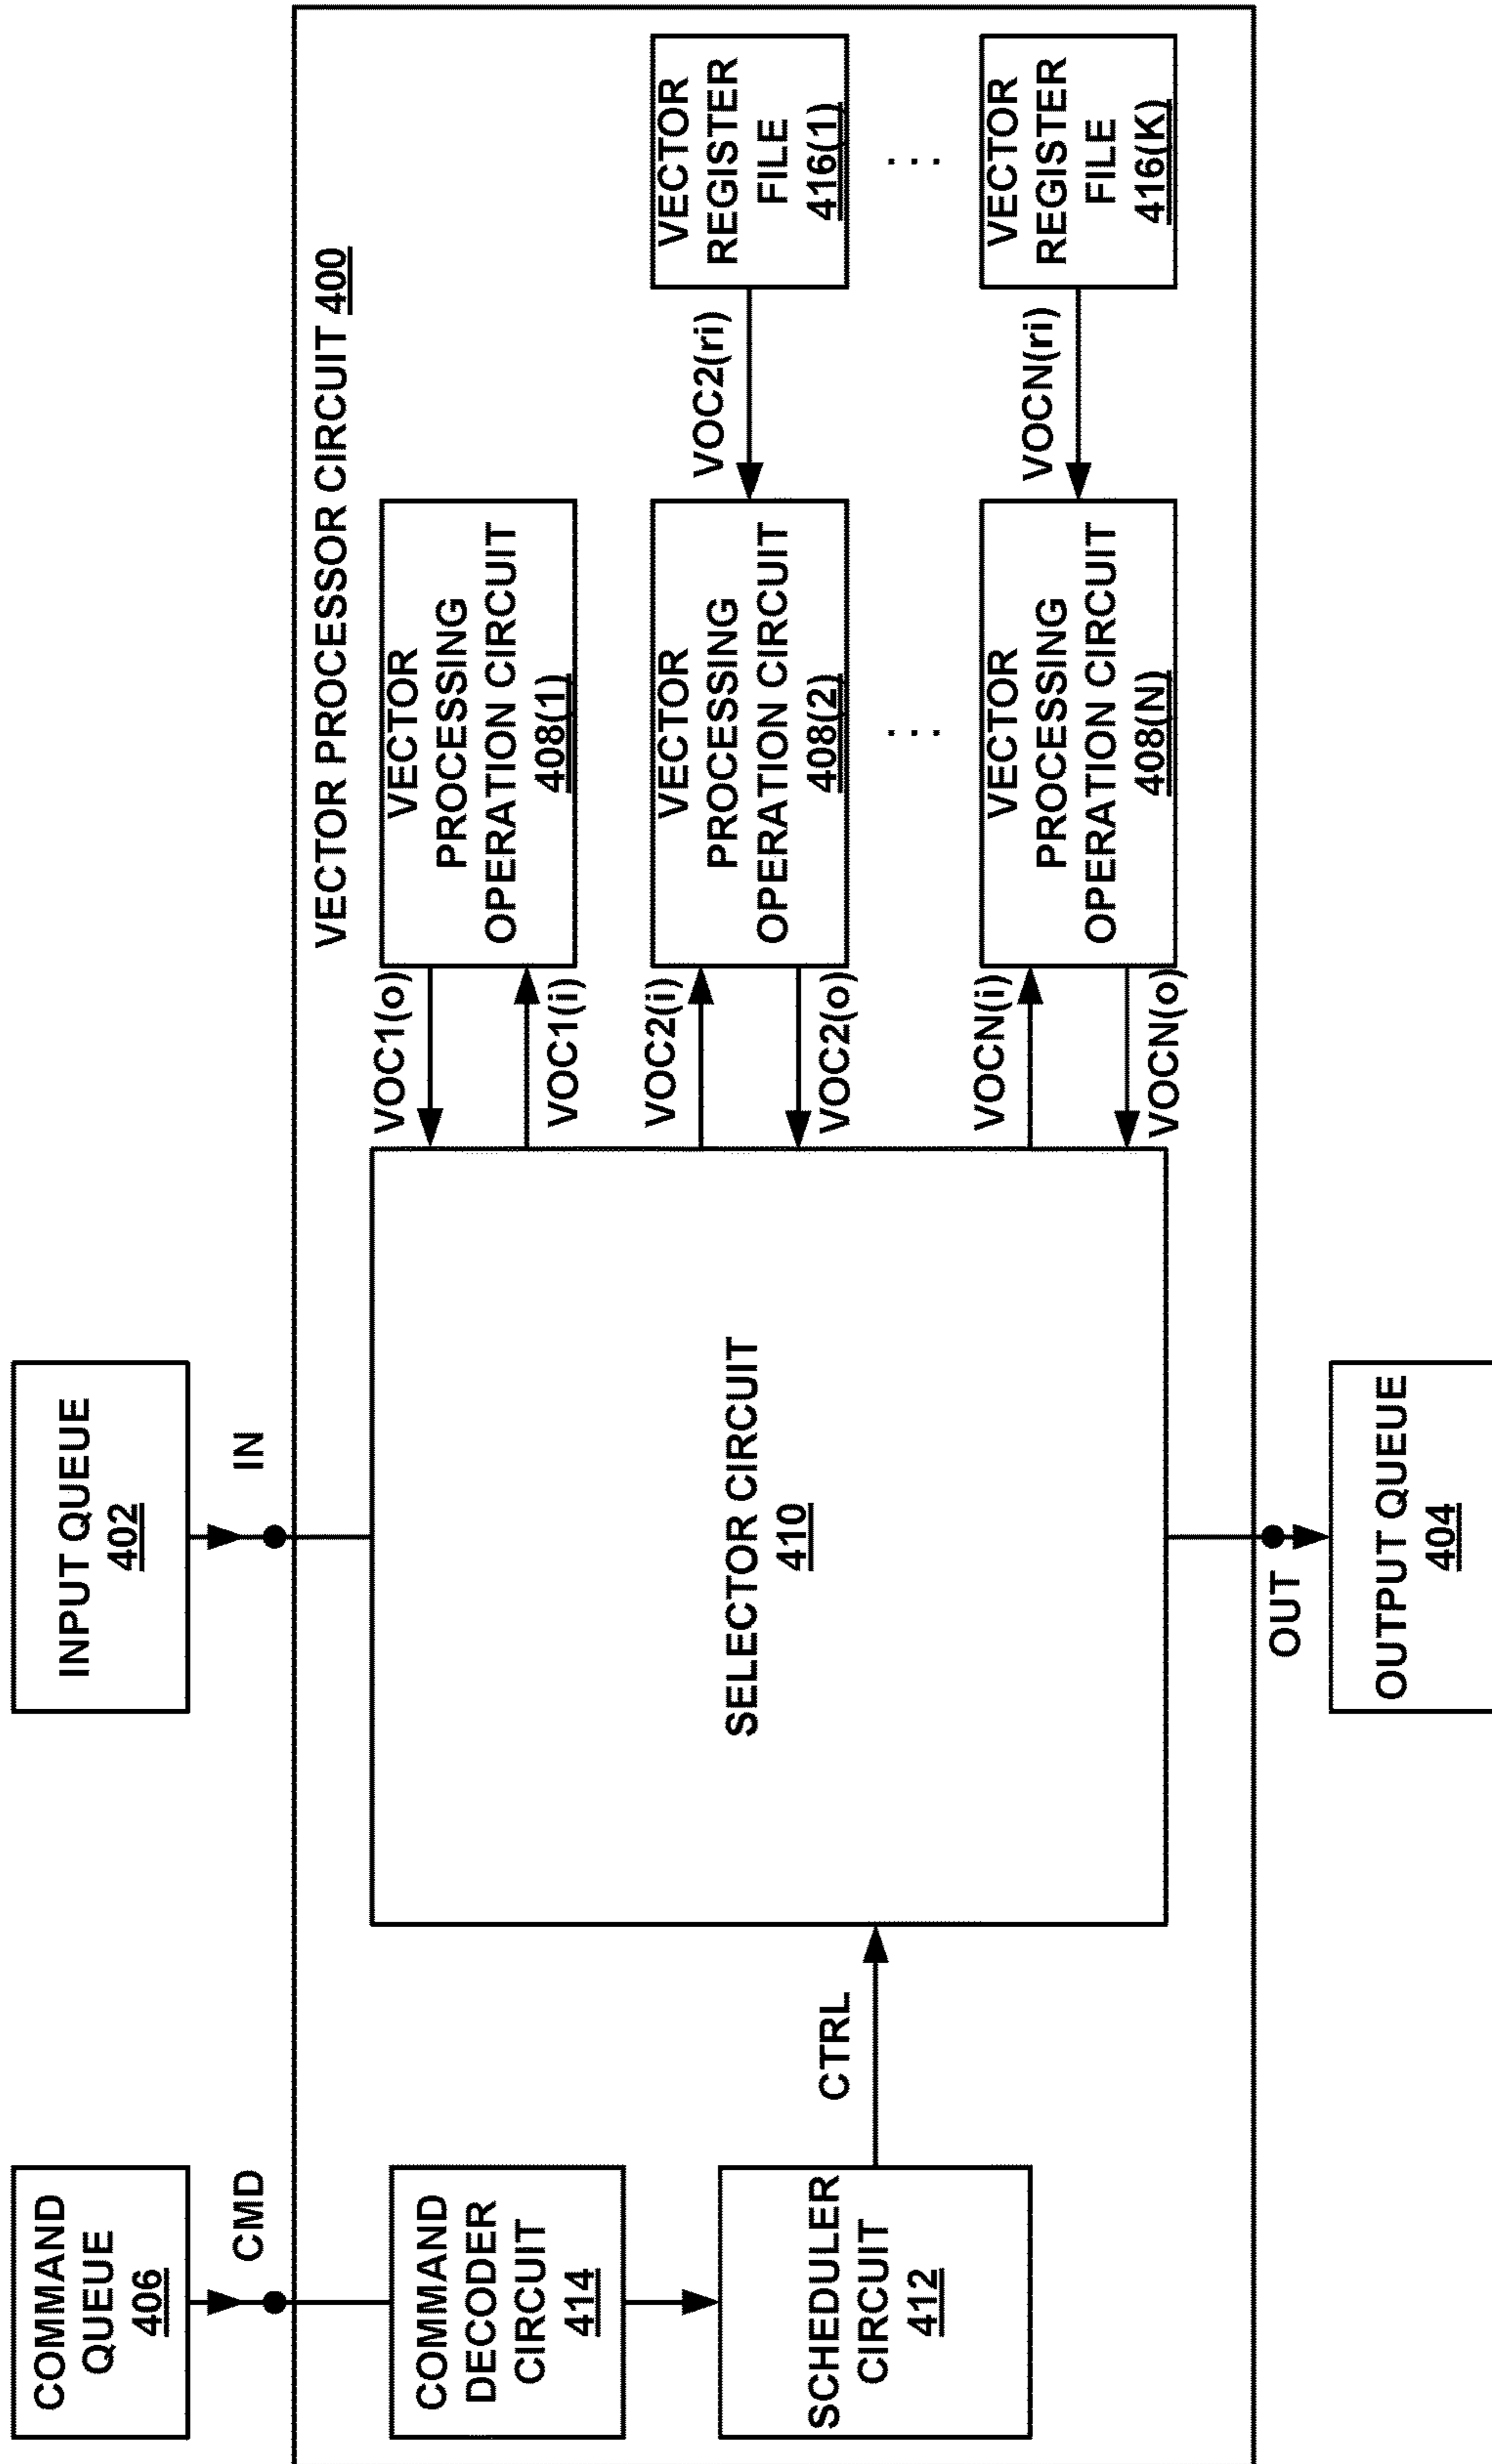 COMMAND
QUEUE
406
CMD
INPUT QUEUE
402
IN
VECTOR PROCESSOR CIRCUIT 400
COMMAND
DECODER
CIRCUIT
414
SCHEDULER
CIRCUIT
412
CTRL
SELECTOR CIRCUIT
410
VOC1(o)
VOC1(i)
VECTOR
PROCESSING
OPERATION CIRCUIT
408(1)
VOC2(i)
VOC2(o)
VECTOR
PROCESSING
OPERATION CIRCUIT
408(2)
VOC2(ri)
VECTOR
REGISTER
FILE
416(1)
. . .
. . .
VOCN(i)
VOCN(o)
VECTOR
PROCESSING
OPERATION CIRCUIT
408(N)
VOCN(ri)
VECTOR
REGISTER
FILE
416(K)
OUT
OUTPUT QUEUE
404